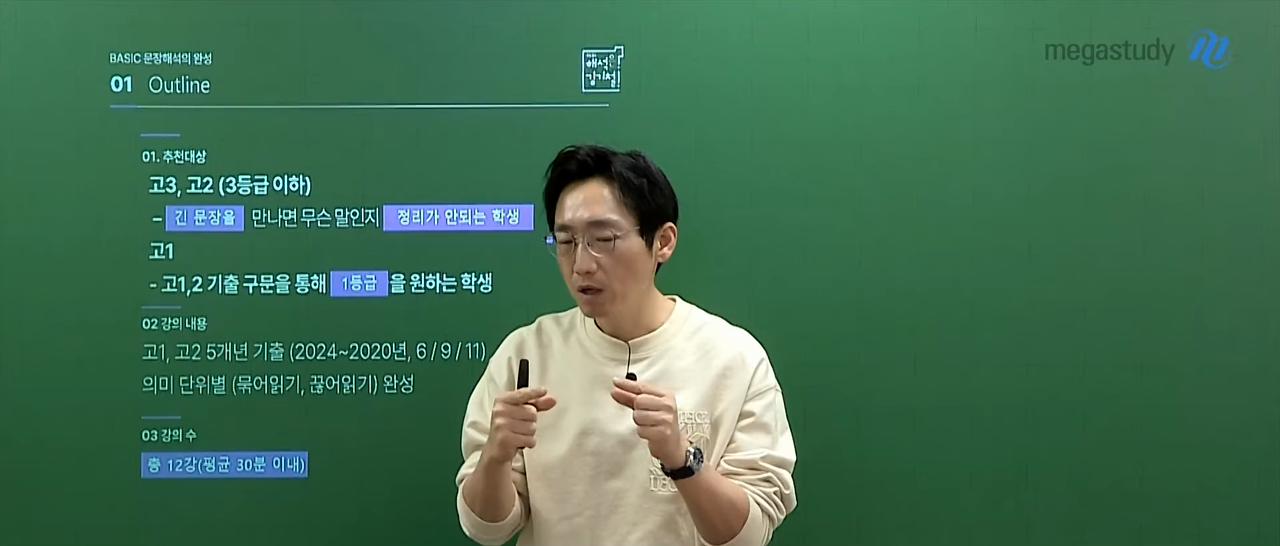 megastudy
BASIC 문장해석의 완성
01 Outline
해석은
김기철
01. 추천대상
고3, 고2 (3등급 이하)
- 긴 문장을 만나면 무슨 말인지 정리가 안되는 학생
고1
- 고1,2 기출 구문을 통해 1등급을 원하는 학생
02 강의 내용
고1, 고2 5개년 기출 (2024~2020년, 6 / 9 / 11)
의미 단위별 (묶어읽기, 끊어읽기) 완성
03 강의 수
총 12강(평균 30분 이내)